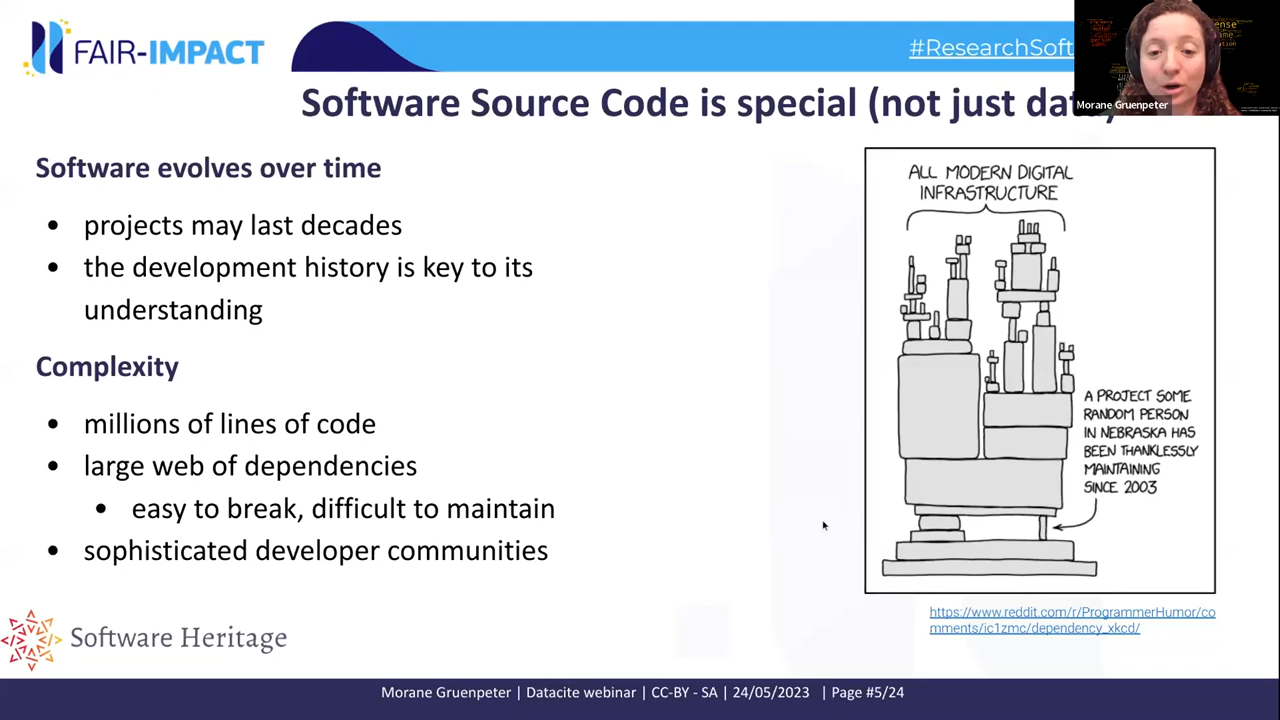 FAIR-IMPACT
#ResearchSoft
Software Source Code is special (not just data)
Morane Gruenpeter
Software evolves over time
• projects may last decades
• the development history is key to its
understanding
Complexity
• millions of lines of code
• large web of dependencies
• easy to break, difficult to maintain
• sophisticated developer communities
ALL MODERN DIGITAL
INFRASTRUCTURE
A PROJECT SOME
RANDOM PERSON
IN NEBRASKA HAS
BEEN THANKLESSLY
MAINTAINING
SINCE 2003
https://www.reddit.com/r/ProgrammerHumor/co
mments/ic1zmc/dependency_xkcd/
Software Heritage
Morane Gruenpeter | Datacite webinar | CC-BY - SA | 24/05/2023 | Page #5/24